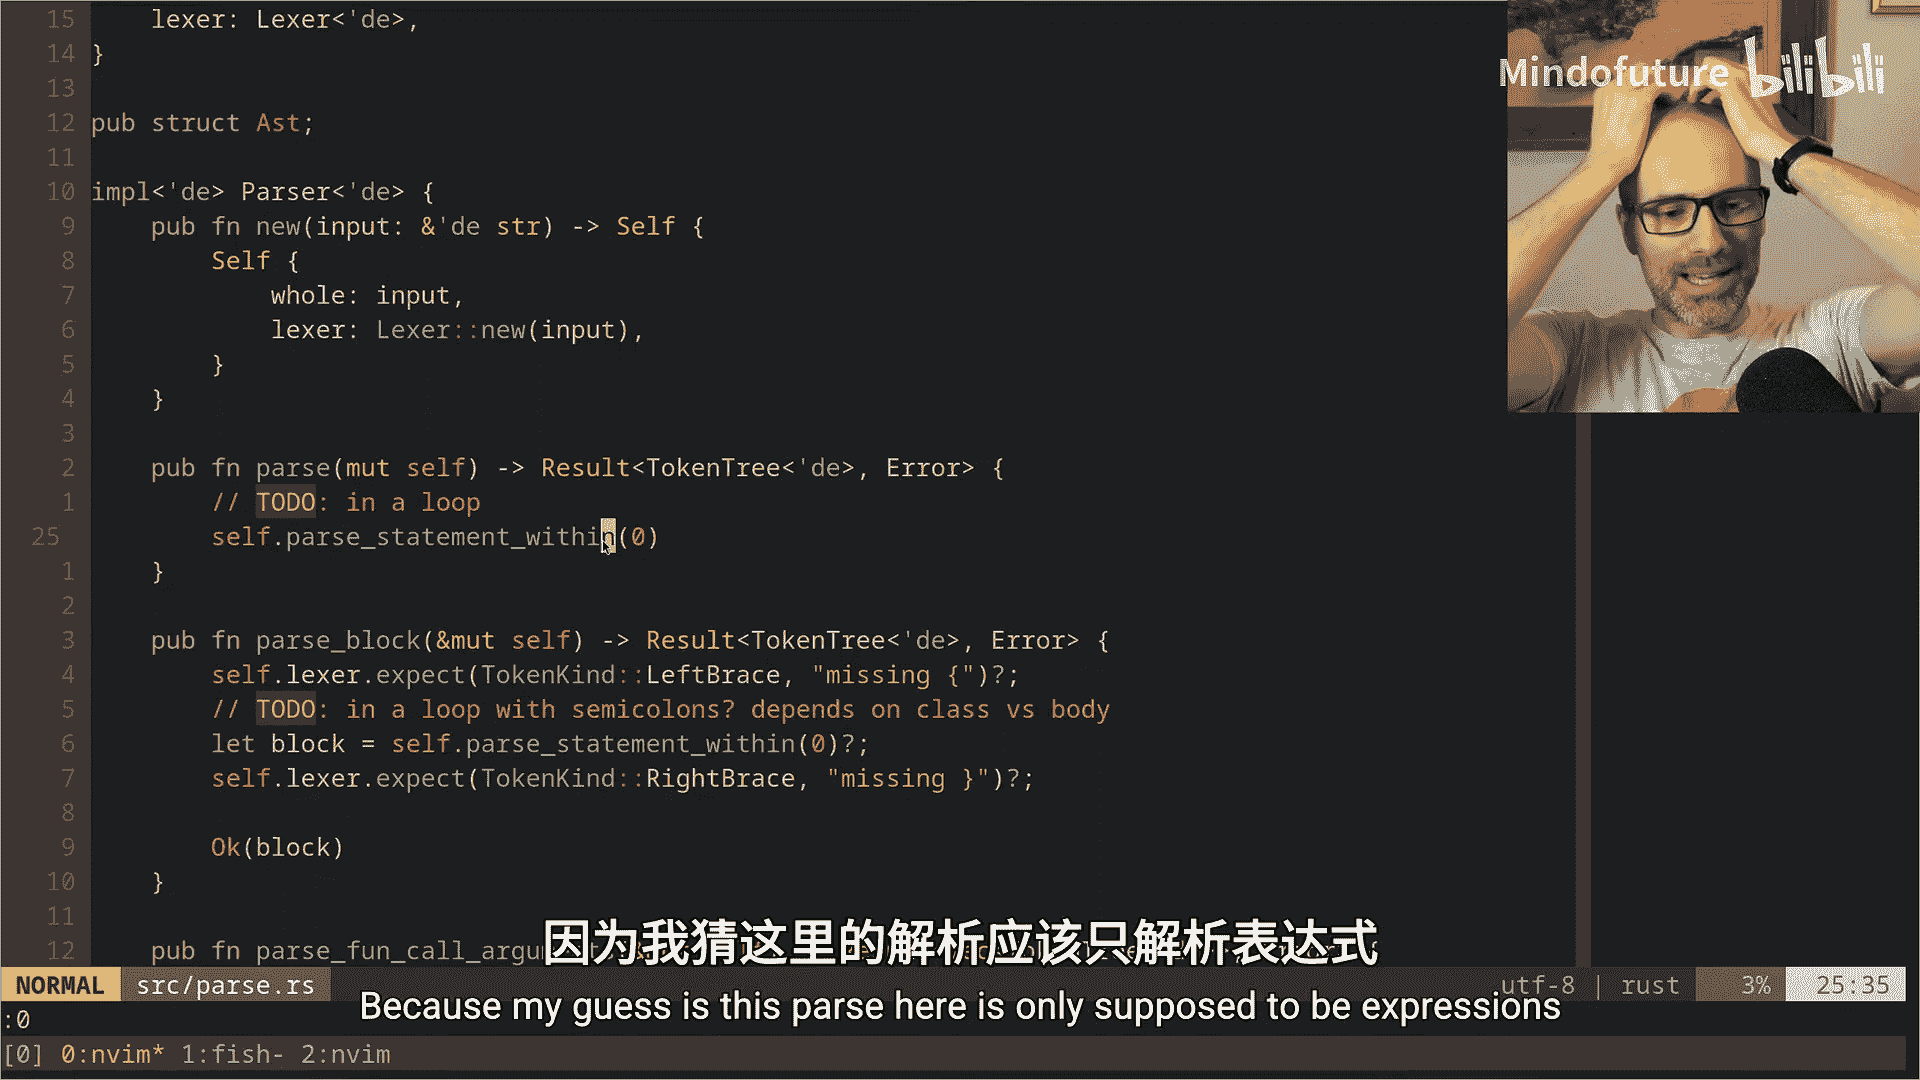 15 lexer: Lexer<'de>,
14 }
13
12 pub struct Ast;
11
10 impl<'de> Parser<'de> {
9 pub fn new(input: &'de str) -> Self {
8 Self {
7 whole: input,
6 lexer: Lexer::new(input),
5 }
4 }
3
2 pub fn parse(mut self) -> Result<TokenTree<'de>, Error> {
1 // TODO: in a loop
25 self.parse_statement_within(0)
1 }
2
3 pub fn parse_block(&mut self) -> Result<TokenTree<'de>, Error> {
4 self.lexer.expect(TokenKind::LeftBrace, "missing {")?;
5 // TODO: in a loop with semicolons? depends on class vs body
6 let block = self.parse_statement_within(0)?;
7 self.lexer.expect(TokenKind::RightBrace, "missing }")?;
8
9 Ok(block)
10 }
11
12 pub fn parse_fun_call_argu
Mindofuture bilibili
因为我猜这里的解析应该只解析表达式
NORMAL src/parse.rs utf-8 | rust 3% 25:35
Because my guess is this parse here is only supposed to be expressions
:0
[0] 0:nvim* 1:fish- 2:nvim